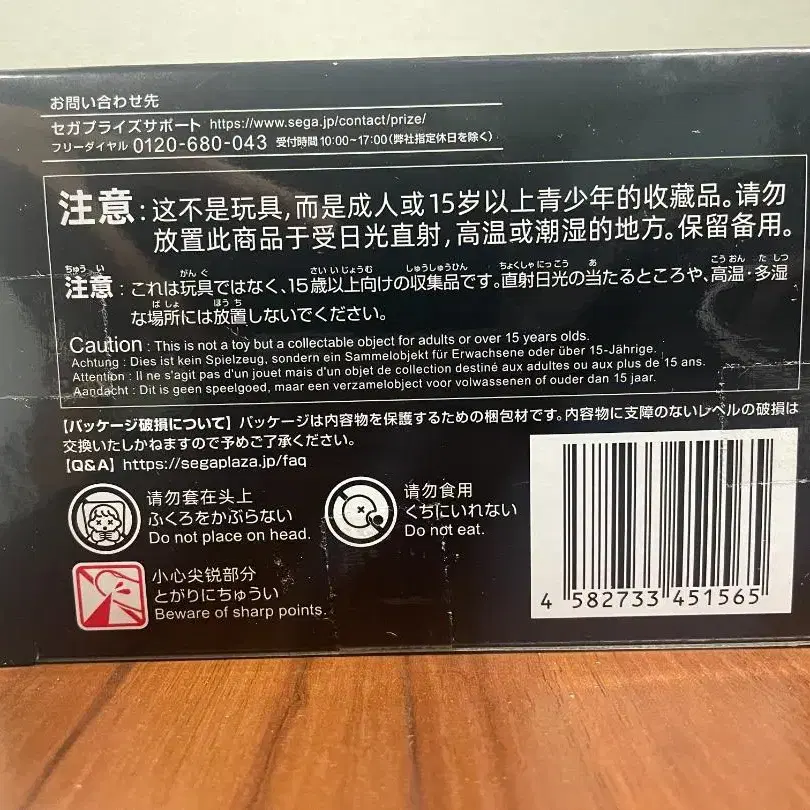 お問い合わせ先
セガプライズサポート https://www.sega.jp/contact/prize/
フリーダイヤル 0120-680-043 受付時間10:00~17:00(弊社指定休日を除く)
注意:这不是玩具,而是成人或15岁以上青少年的收藏品。请勿
放置此商品于受日光直射,高温或潮湿的地方。保留备用。
注意:これは玩具ではなく、15歳以上向けの収集品です。直射日光の当たるところや、高温・多湿
な場所には放置しないでください。
Caution : This is not a toy but a collectable object for adults or over 15 years olds.
Achtung : Dies ist kein Spielzeug, sondern ein Sammelobjekt für Erwachsene oder über 15-Jährige.
Attention : Il ne s'agit pas d'un jouet mais d'un objet de collection destiné aux adultes ou aux plus de 15 ans.
Aandacht : Dit is geen speelgoed, maar een verzamelobject voor volwassenen of ouder dan 15 jaar.
【パッケージ破損について】パッケージは内容物を保護するための梱包材です。内容物に支障のないレベルの破損は
交換いたしかねますので予めご了承ください。
【Q&A】https://segaplaza.jp/faq
请勿套在头上
ふくろをかぶらない
Do not place on head.
请勿食用
くちにいれない
Do not eat.
小心尖锐部分
とがりにちゅうい
Beware of sharp points.
4 582733 451565